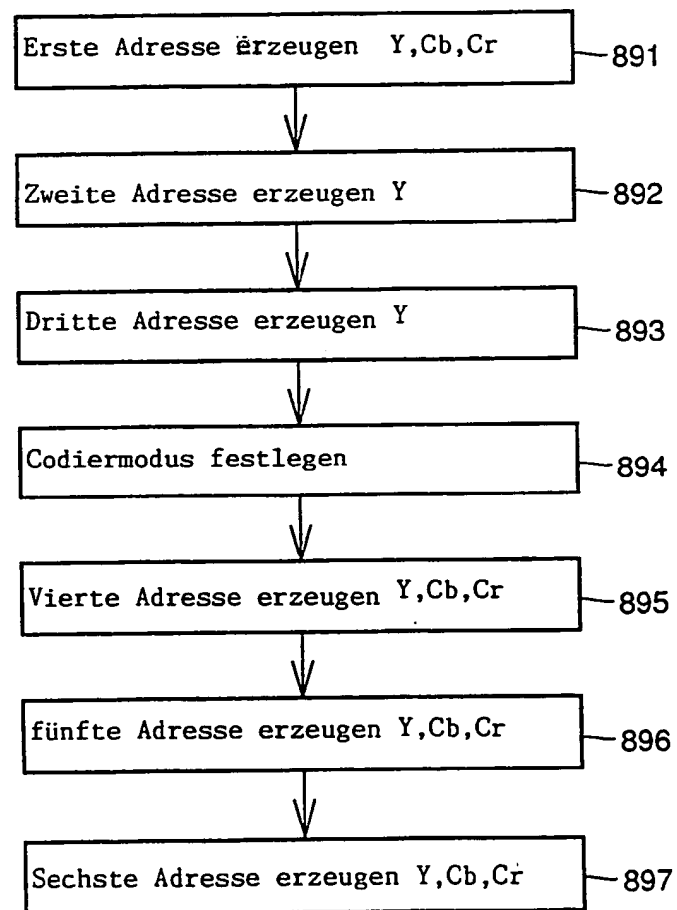 Erste Adresse erzeugen Y,Cb,Cr 891
Zweite Adresse erzeugen Y 892
Dritte Adresse erzeugen Y 893
Codiermodus festlegen 894
Vierte Adresse erzeugen Y,Cb,Cr 895
fünfte Adresse erzeugen Y,Cb,Cr 896
Sechste Adresse erzeugen Y,Cb,Cr 897